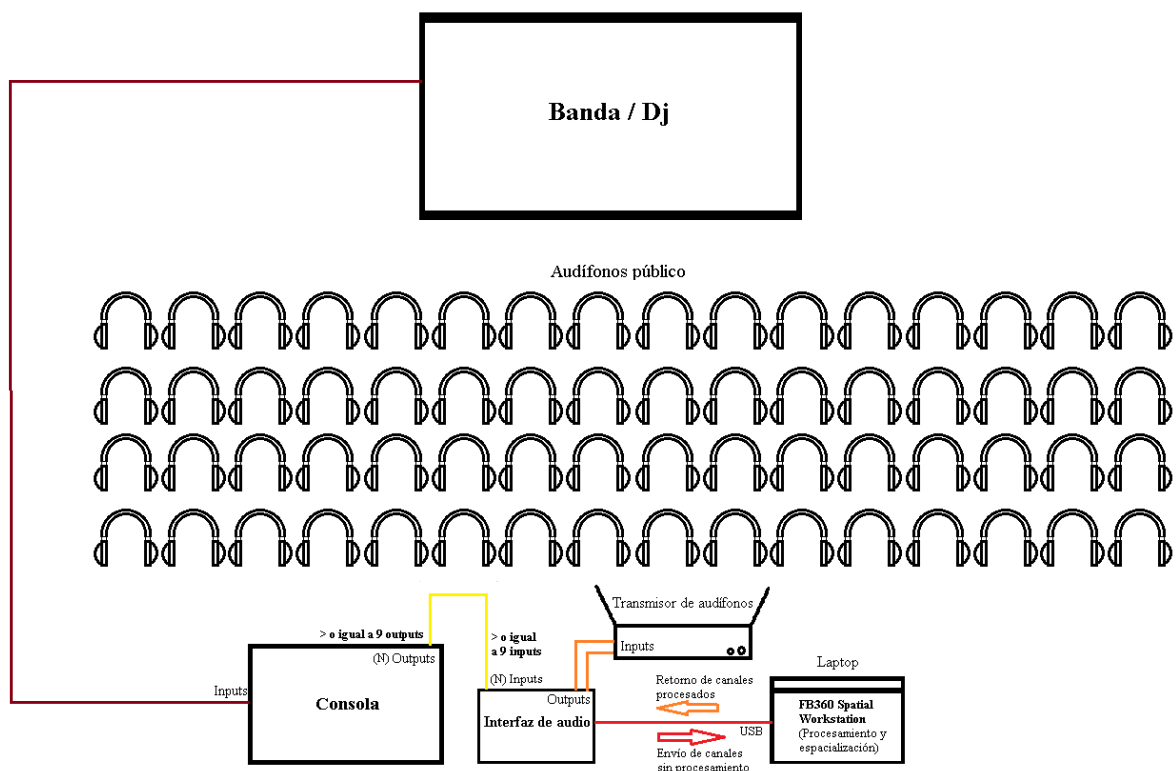 Banda / Dj
Audífonos público
Transmisor de audífonos
Inputs
> o igual a 9 outputs
(N) Outputs
> o igual
a 9 inputs
(N) Inputs
Inputs
Consola
Outputs
Interfaz de audio
Retorno de canales
procesados
USB
Envío de canales
sin procesamiento
Laptop
FB360 Spatial
Workstation
(Procesamiento y
espacialización)